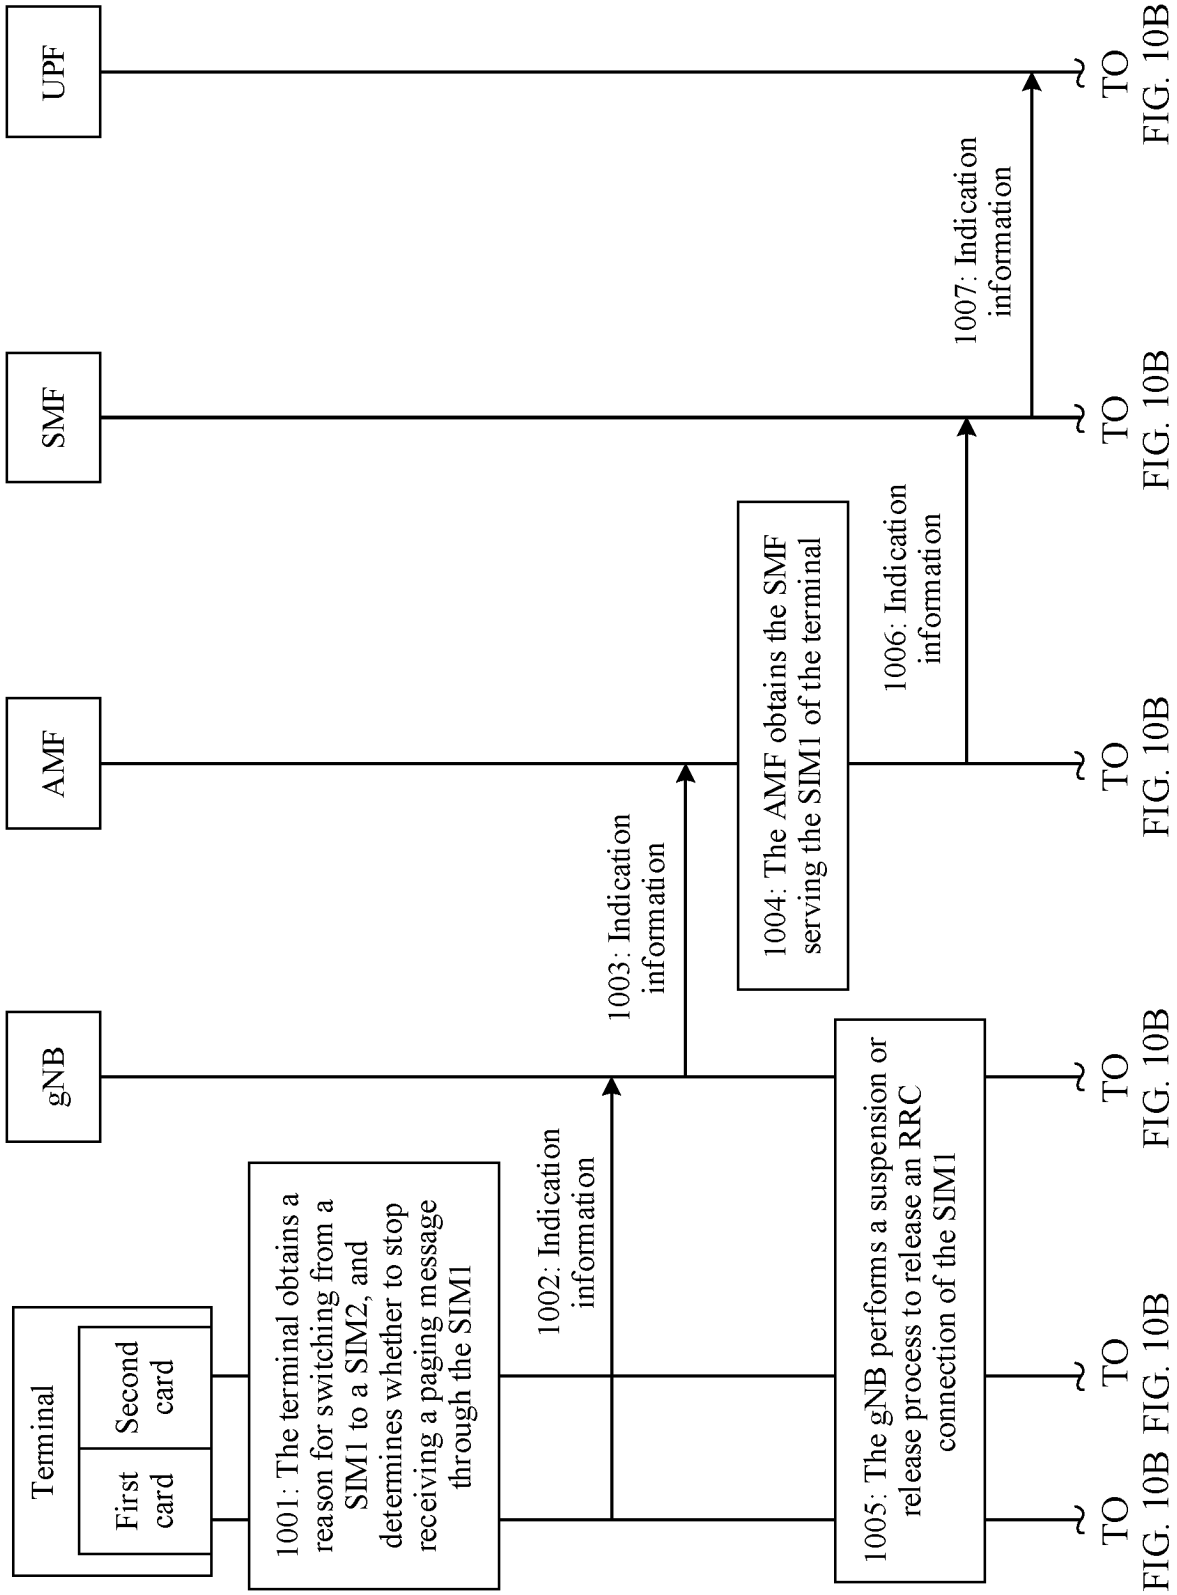 Terminal
First
card
Second
card
gNB
AMF
SMF
UPF
1001: The terminal obtains a
reason for switching from a
SIM1 to a SIM2, and
determines whether to stop
receiving a paging message
through the SIM1
1002: Indication
information
1003: Indication
information
1004: The AMF obtains the SMF
serving the SIM1 of the terminal
1005: The gNB performs a suspension or
release process to release an RRC
connection of the SIM1
1006: Indication
information
1007: Indication
information
TO
FIG. 10B
TO
FIG. 10B
TO
FIG. 10B
TO
FIG. 10B
TO
FIG. 10B
TO
FIG. 10B